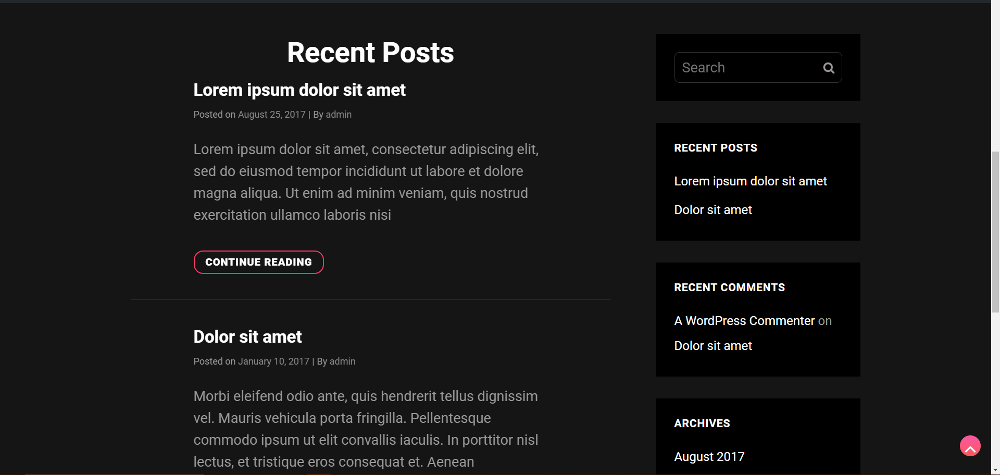 Recent Posts
Lorem ipsum dolor sit amet
Posted on August 25, 2017 | By admin
Lorem ipsum dolor sit amet, consectetur adipiscing elit,
sed do eiusmod tempor incididunt ut labore et dolore
magna aliqua. Ut enim ad minim veniam, quis nostrud
exercitation ullamco laboris nisi
CONTINUE READING
Dolor sit amet
Posted on January 10, 2017 | By admin
Morbi eleifend odio ante, quis hendrerit tellus dignissim
vel. Mauris vehicula porta fringilla. Pellentesque
commodo ipsum ut elit convallis iaculis. In porttitor nisl
lectus, et tristique eros consequat et. Aenean
Search
RECENT POSTS
Lorem ipsum dolor sit amet
Dolor sit amet
RECENT COMMENTS
A WordPress Commenter on
Dolor sit amet
ARCHIVES
August 2017